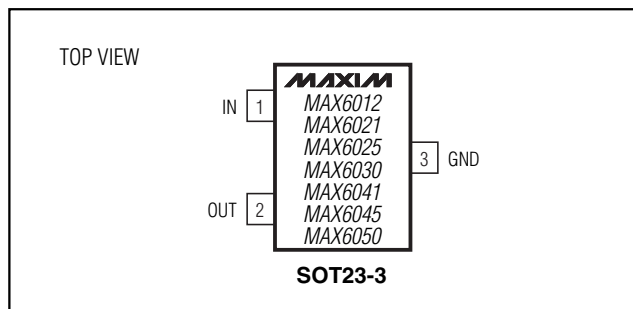 TOP VIEW
MAXIM
IN 1
MAX6012
MAX6021
MAX6025
3 GND
MAX6030
MAX6041
OUT 2
MAX6045
MAX6050
SOT23-3